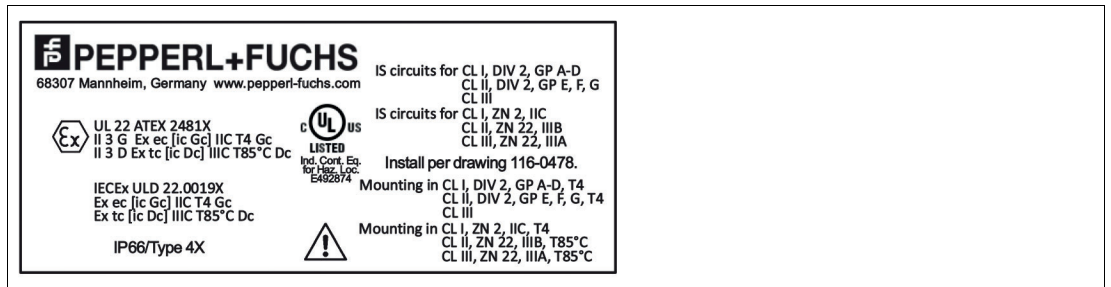 PEPPERL+FUCHS
68307 Mannheim, Germany www.pepperl-fuchs.com
UL 22 ATEX 2481X
II 3 G Ex ec [ic Gc] IIC T4 Gc
II 3 D Ex tc [ic Dc] IIIC T85°C Dc
IECEx ULD 22.0019X
Ex ec [ic Gc] IIC T4 Gc
Ex tc [ic Dc] IIIC T85°C Dc
IP66/Type 4X
C UL US
LISTED
Ind. Cont. Eq.
for Haz. Loc.
E492874
IS circuits for CL I, DIV 2, GP A-D
CL II, DIV 2, GP E, F, G
CL III
IS circuits for CL I, ZN 2, IIC
CL II, ZN 22, IIIB
CL III, ZN 22, IIIA
Install per drawing 116-0478.
Mounting in CL I, DIV 2, GP A-D, T4
CL II, DIV 2, GP E, F, G, T4
CL III
Mounting in CL I, ZN 2, IIC, T4
CL II, ZN 22, IIIB, T85°C
CL III, ZN 22, IIIA, T85°C